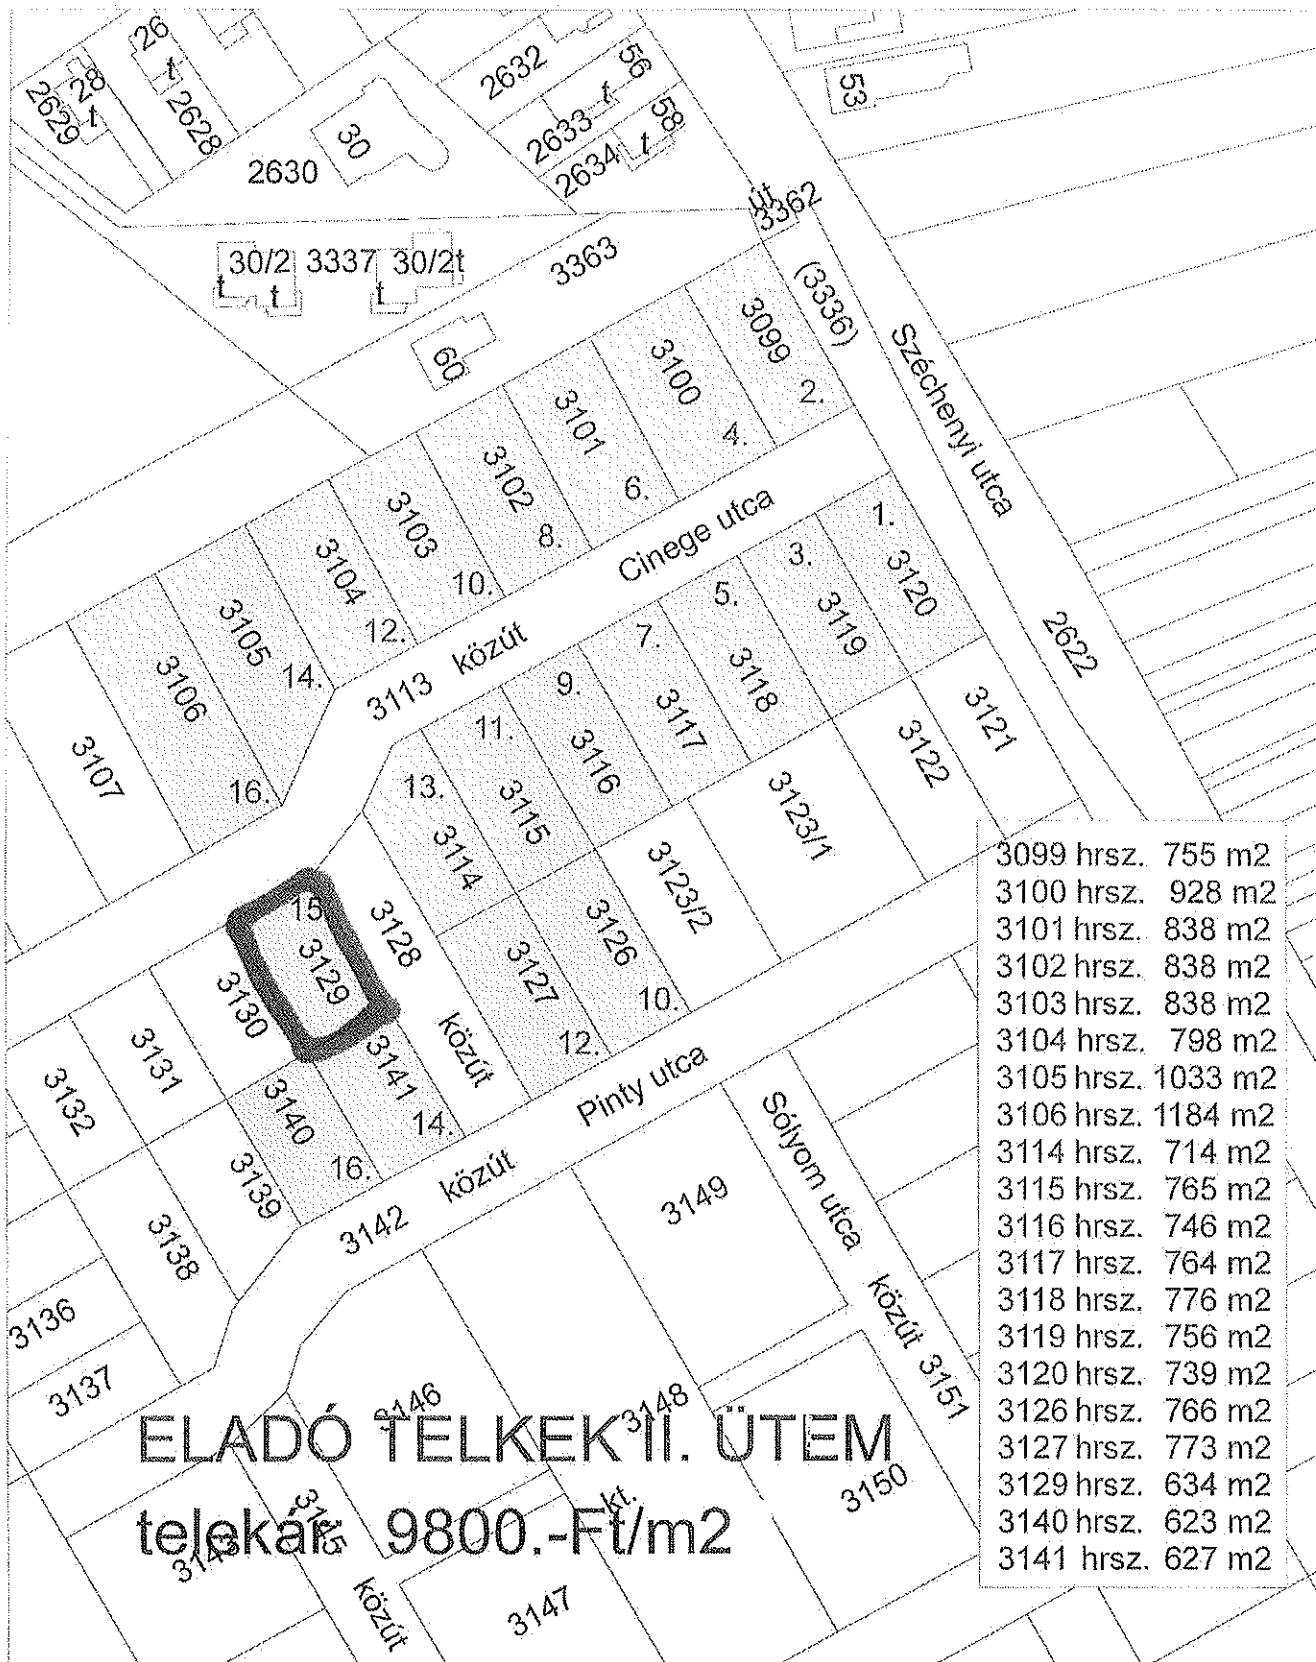 26
t
28
t
2629
2628
2630
30
2632
56
t
2633
58
t
2634
53
út
3362
30/2
t
t
3337
30/2t
t
3363
60
(3336)
Széchenyi utca
2622
3099
2.
3100
4.
3101
6.
3102
8.
3103
10.
3104
12.
3105
14.
3106
16.
3107
3113 közút
Cinege utca
1.
3120
3.
3119
5.
3118
7.
3117
9.
3116
11.
3115
13.
3114
3121
3122
3123/1
3123/2
3126
10.
3127
12.
3128
közút
15
3129
3130
3131
3132
3141
14.
3140
16.
3139
3138
3136
3137
3142
közút
Pinty utca
Sólyom utca
közút 3151
3149
3146
3148
3150
3145
közút
3143
kt.
3147
ELADÓ TELKEK II. ÜTEM
telekár 9800.-Ft/m2
3099 hrsz. 755 m2
3100 hrsz. 928 m2
3101 hrsz. 838 m2
3102 hrsz. 838 m2
3103 hrsz. 838 m2
3104 hrsz. 798 m2
3105 hrsz. 1033 m2
3106 hrsz. 1184 m2
3114 hrsz. 714 m2
3115 hrsz. 765 m2
3116 hrsz. 746 m2
3117 hrsz. 764 m2
3118 hrsz. 776 m2
3119 hrsz. 756 m2
3120 hrsz. 739 m2
3126 hrsz. 766 m2
3127 hrsz. 773 m2
3129 hrsz. 634 m2
3140 hrsz. 623 m2
3141 hrsz. 627 m2